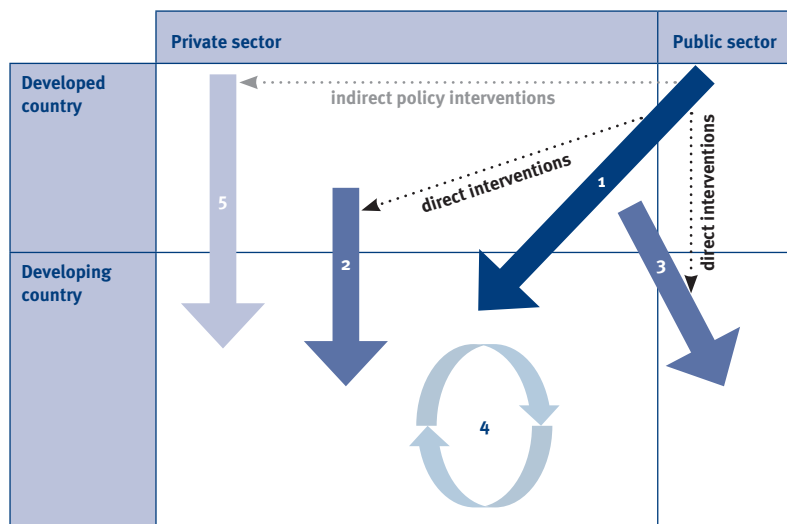 Private sector
Public sector
Developed
country
indirect policy interventions
direct interventions
direct interventions
1
5
2
3
Developing
country
4